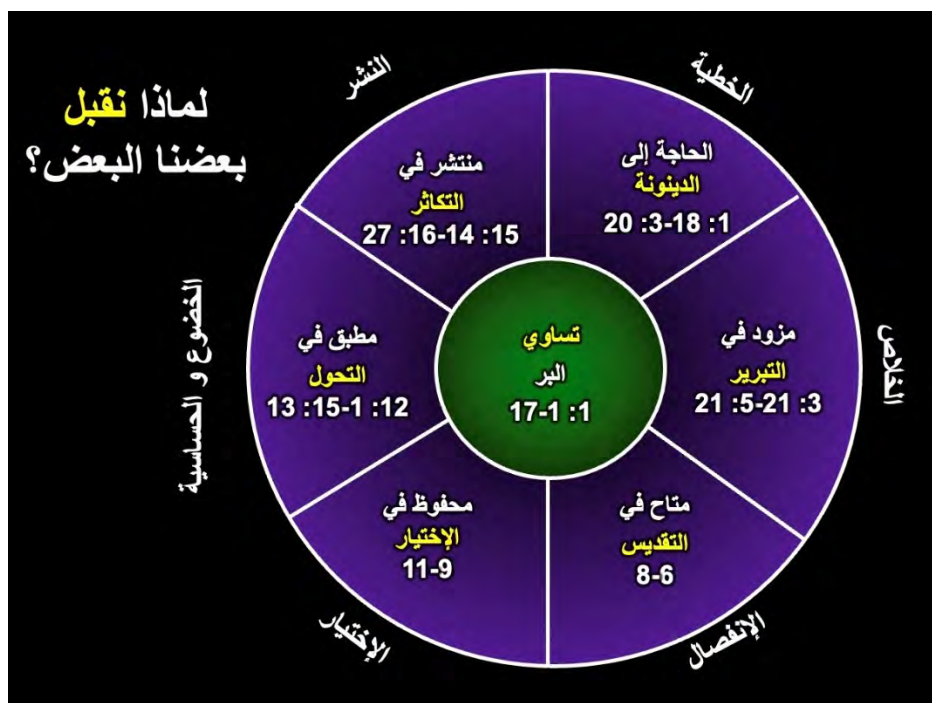 لماذا نقبل
بعضنا البعض؟
الخطية
الحاجة إلى
الدينونة
1: 18-3: 20
الخلاص
مزود في
التبرير
3: 21-5: 21
الإنفصال
متاح في
التقديس
6-8
الإختيار
محفوظ في
الإختيار
9-11
الخضوع و الحساسية
مطبق في
التحول
12: 1-15: 13
النشر
منتشر في
التكاثر
15: 14-16: 27
تساوي
البر
1: 1-17